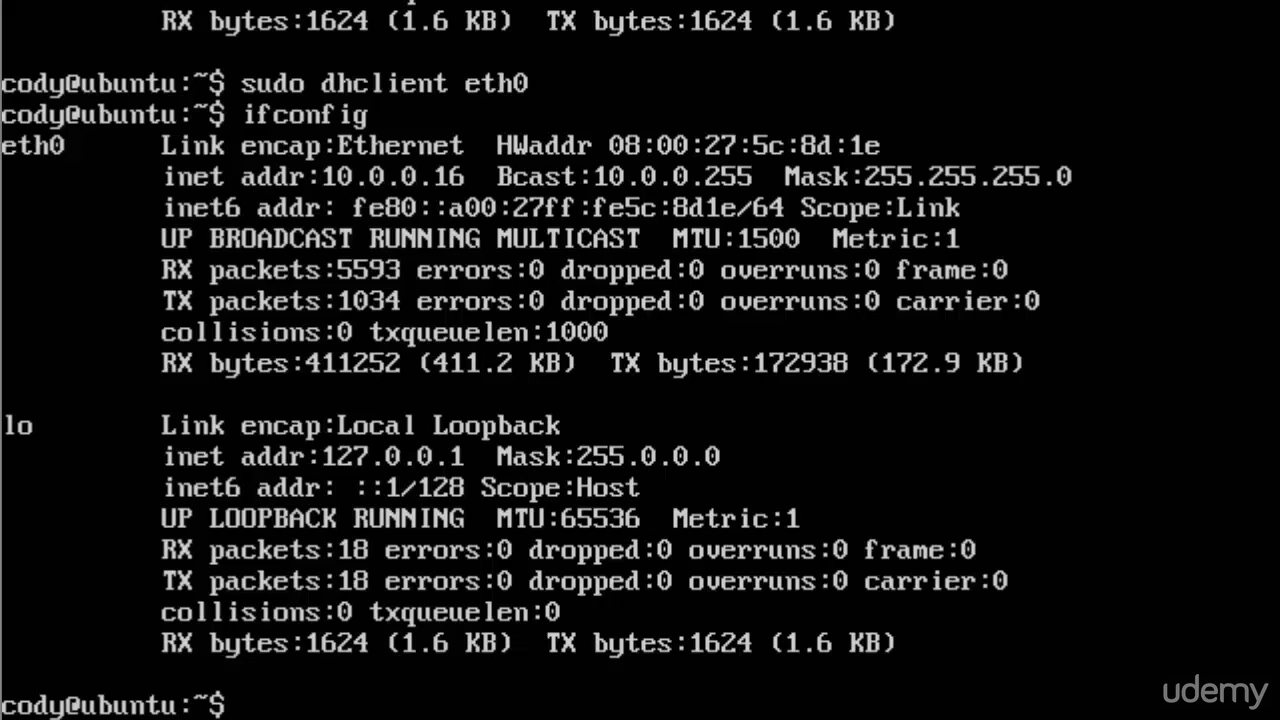 RX bytes:1624 (1.6 KB)  TX bytes:1624 (1.6 KB)
cody@ubuntu:~$ sudo dhclient eth0
cody@ubuntu:~$ ifconfig
eth0      Link encap:Ethernet  HWaddr 08:00:27:5c:8d:1e
          inet addr:10.0.0.16  Bcast:10.0.0.255  Mask:255.255.255.0
          inet6 addr: fe80::a00:27ff:fe5c:8d1e/64 Scope:Link
          UP BROADCAST RUNNING MULTICAST  MTU:1500  Metric:1
          RX packets:5593 errors:0 dropped:0 overruns:0 frame:0
          TX packets:1034 errors:0 dropped:0 overruns:0 carrier:0
          collisions:0 txqueuelen:1000
          RX bytes:411252 (411.2 KB)  TX bytes:172938 (172.9 KB)
lo        Link encap:Local Loopback
          inet addr:127.0.0.1  Mask:255.0.0.0
          inet6 addr: ::1/128 Scope:Host
          UP LOOPBACK RUNNING  MTU:65536  Metric:1
          RX packets:18 errors:0 dropped:0 overruns:0 frame:0
          TX packets:18 errors:0 dropped:0 overruns:0 carrier:0
          collisions:0 txqueuelen:0
          RX bytes:1624 (1.6 KB)  TX bytes:1624 (1.6 KB)
cody@ubuntu:~$
udemy